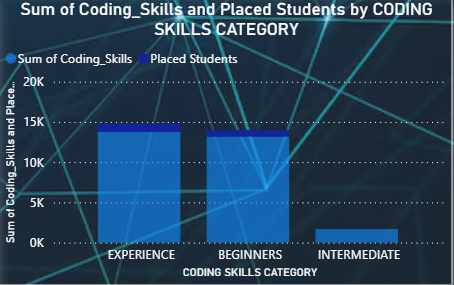 Sum of Coding_Skills and Placed Students by CODING
SKILLS CATEGORY
Sum of Coding_Skills Placed Students
Sum of Coding_Skills and Place...
20K
15K
10K
5K
0K
EXPERIENCE BEGINNERS INTERMEDIATE
CODING SKILLS CATEGORY